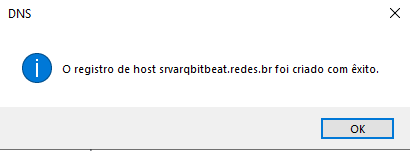 DNS
O registro de host srvarqbitbeat.redes.br foi criado com êxito.
OK